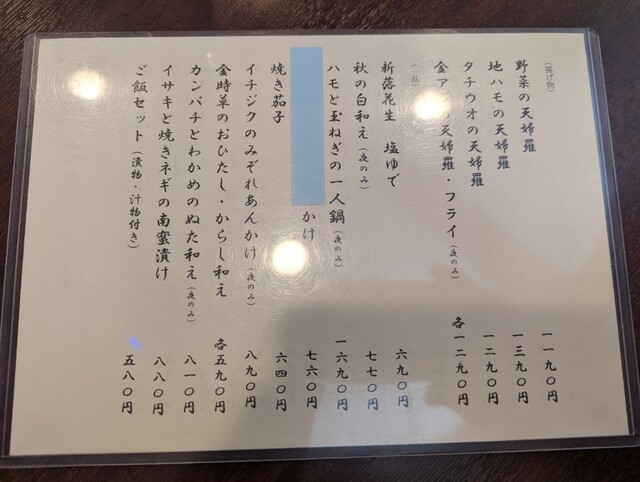 （揚げ物）
野菜の天婦羅 一一九〇円
地ハモの天婦羅 一三九〇円
タチウオの天婦羅 一二九〇円
金ア の天婦羅・フライ（夜のみ） 各一二九〇円
（一品）
新落花生 塩ゆで 六九〇円
秋の白和え（夜のみ） 七七〇円
ハモと玉ねぎの一人鍋（夜のみ） 一六九〇円
かけ 七六〇円
焼き茄子 六四〇円
イチジクのみぞれあんかけ（夜のみ） 八九〇円
金時草のおひたし・からし和え 各五九〇円
カンパチとわかめのぬた和え（夜のみ） 八一〇円
イサキと焼きネギの南蛮漬け 八八〇円
ご飯セット（漬物・汁物付き） 五八〇円